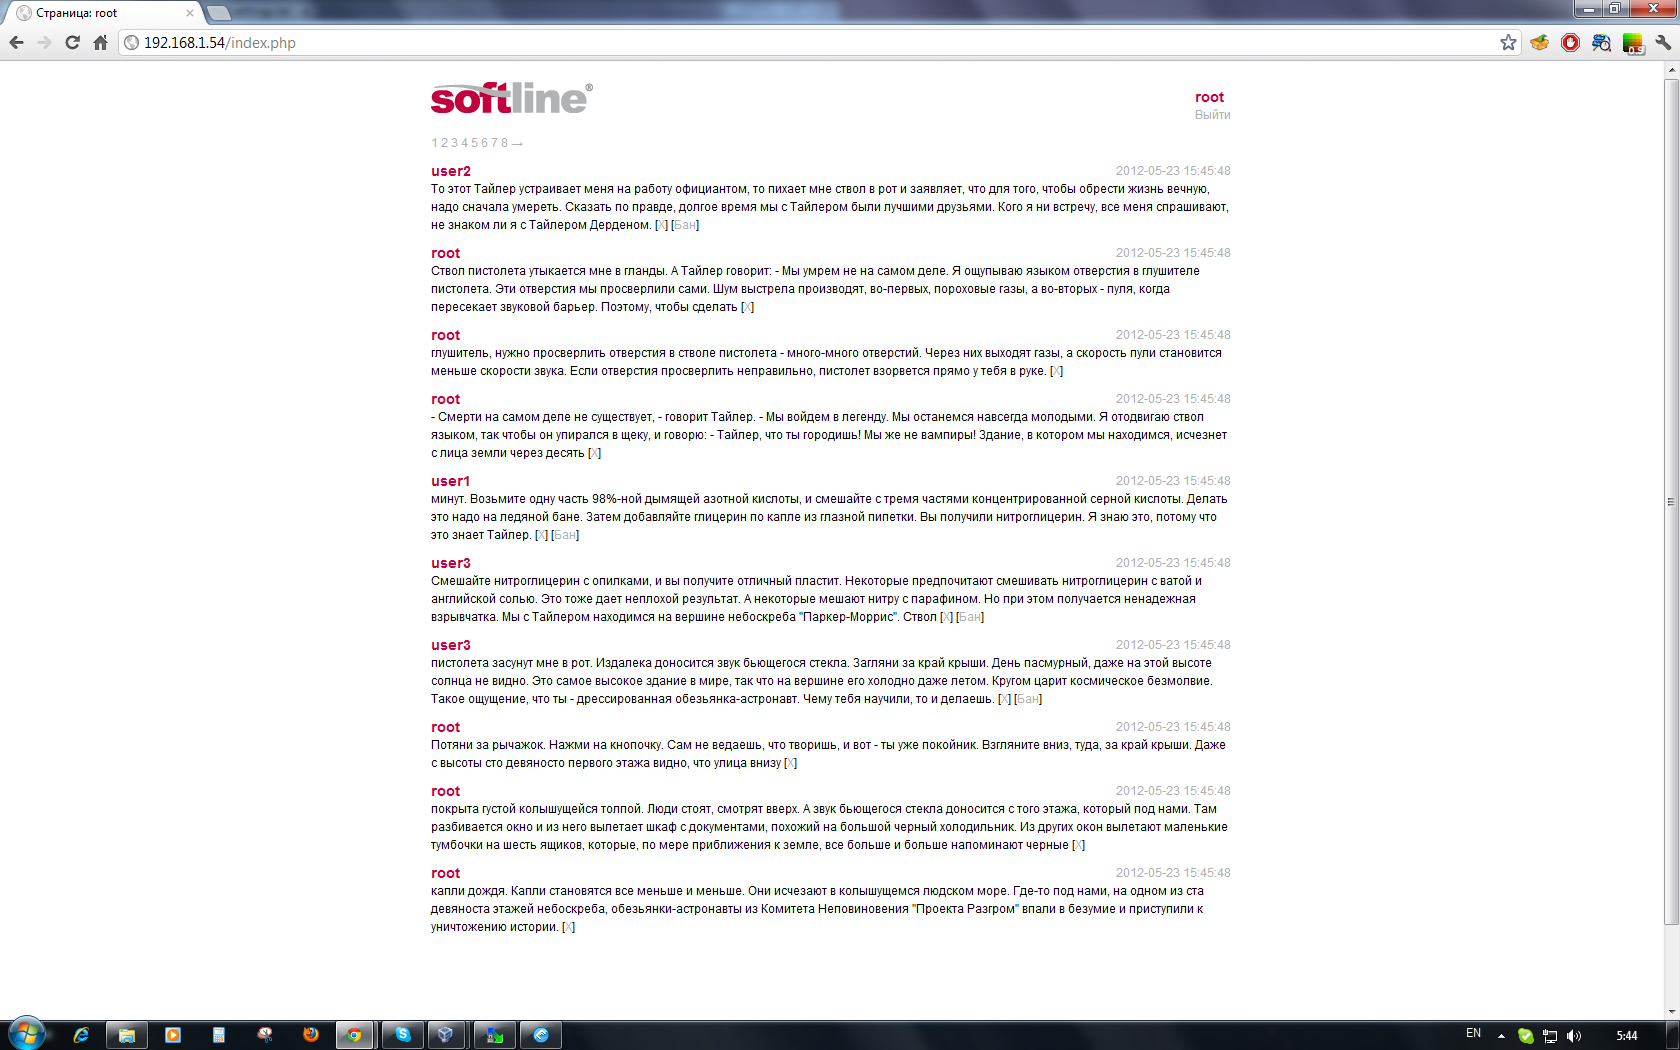 Страница: root
192.168.1.54/index.php
0.9
softline®
root
Выйти
1 2 3 4 5 6 7 8 →
user2 2012-05-23 15:45:48
То этот Тайлер устраивает меня на работу официантом, то пихает мне ствол в рот и заявляет, что для того, чтобы обрести жизнь вечную,
надо сначала умереть. Сказать по правде, долгое время мы с Тайлером были лучшими друзьями. Кого я ни встречу, все меня спрашивают,
не знаком ли я с Тайлером Дерденом. [X] [Бан]
root 2012-05-23 15:45:48
Ствол пистолета утыкается мне в гланды. А Тайлер говорит: - Мы умрем не на самом деле. Я ощупываю языком отверстия в глушителе
пистолета. Эти отверстия мы просверлили сами. Шум выстрела производят, во-первых, пороховые газы, а во-вторых - пуля, когда
пересекает звуковой барьер. Поэтому, чтобы сделать [X]
root 2012-05-23 15:45:48
глушитель, нужно просверлить отверстия в стволе пистолета - много-много отверстий. Через них выходят газы, а скорость пули становится
меньше скорости звука. Если отверстия просверлить неправильно, пистолет взорвется прямо у тебя в руке. [X]
root 2012-05-23 15:45:48
- Смерти на самом деле не существует, - говорит Тайлер. - Мы войдем в легенду. Мы останемся навсегда молодыми. Я отодвигаю ствол
языком, так чтобы он упирался в щеку, и говорю: - Тайлер, что ты городишь! Мы же не вампиры! Здание, в котором мы находимся, исчезнет
с лица земли через десять [X]
user1 2012-05-23 15:45:48
минут. Возьмите одну часть 98%-ной дымящей азотной кислоты, и смешайте с тремя частями концентрированной серной кислоты. Делать
это надо на ледяной бане. Затем добавляйте глицерин по капле из глазной пипетки. Вы получили нитроглицерин. Я знаю это, потому что
это знает Тайлер. [X] [Бан]
user3 2012-05-23 15:45:48
Смешайте нитроглицерин с опилками, и вы получите отличный пластит. Некоторые предпочитают смешивать нитроглицерин с ватой и
английской солью. Это тоже дает неплохой результат. А некоторые мешают нитру с парафином. Но при этом получается ненадежная
взрывчатка. Мы с Тайлером находимся на вершине небоскреба "Паркер-Моррис". Ствол [X] [Бан]
user3 2012-05-23 15:45:48
пистолета засунут мне в рот. Издалека доносится звук бьющегося стекла. Загляни за край крыши. День пасмурный, даже на этой высоте
солнца не видно. Это самое высокое здание в мире, так что на вершине его холодно даже летом. Кругом царит космическое безмолвие.
Такое ощущение, что ты - дрессированная обезьянка-астронавт. Чему тебя научили, то и делаешь. [X] [Бан]
root 2012-05-23 15:45:48
Потяни за рычажок. Нажми на кнопочку. Сам не ведаешь, что творишь, и вот - ты уже покойник. Взгляните вниз, туда, за край крыши. Даже
с высоты сто девяносто первого этажа видно, что улица внизу [X]
root 2012-05-23 15:45:48
покрыта густой колышущейся толпой. Люди стоят, смотрят вверх. А звук бьющегося стекла доносится с того этажа, который под нами. Там
разбивается окно и из него вылетает шкаф с документами, похожий на большой черный холодильник. Из других окон вылетают маленькие
тумбочки на шесть ящиков, которые, по мере приближения к земле, все больше и больше напоминают черные [X]
root 2012-05-23 15:45:48
капли дождя. Капли становятся все меньше и меньше. Они исчезают в колышущемся людском море. Где-то под нами, на одном из ста
девяноста этажей небоскреба, обезьянки-астронавты из Комитета Неповиновения "Проекта Разгром" впали в безумие и приступили к
уничтожению истории. [X]
EN
5:44